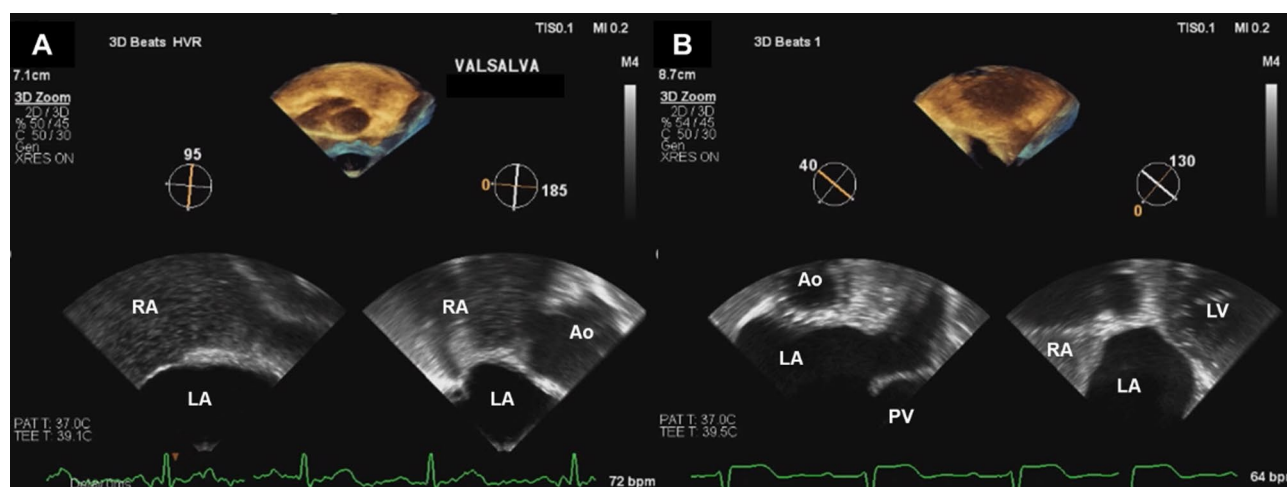 A
3D Beats HVR
TIS0.1 MI 0.2
7.1cm
VALSALVA
M4
3D Zoom
2D / 3D
% 50 / 45
C 50 / 30
Gen
XRES ON
95
0
185
RA
RA
Ao
LA
LA
PAT T: 37.0C
TEE T: 39.1C
72 bpm
B
3D Beats 1
TIS0.1 MI 0.2
8.7cm
M4
3D Zoom
2D / 3D
% 54 / 45
C 50 / 30
Gen
XRES ON
40
130
0
Ao
LV
LA
RA
LA
PV
PAT T: 37.0C
TEE T: 39.5C
64 bpm